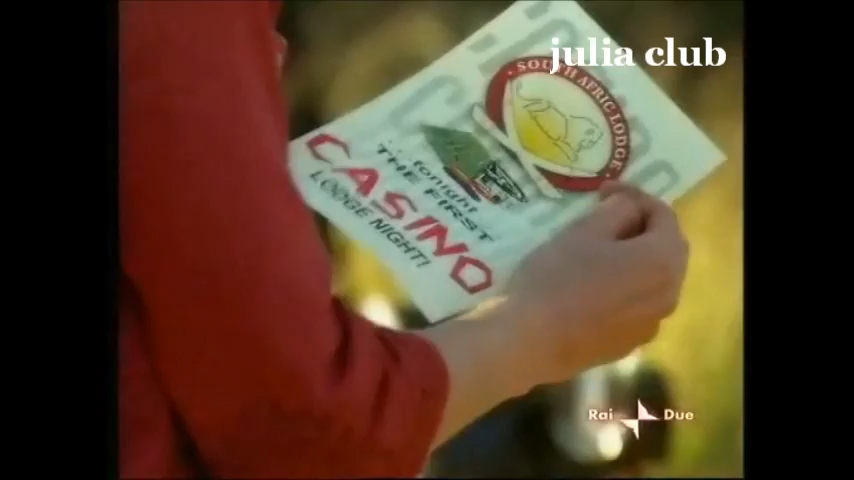 julia club
• SOUTH AFRIC LODGE •
...tonight
THE FIRST
CASINO
LODGE NIGHT!
Rai Due